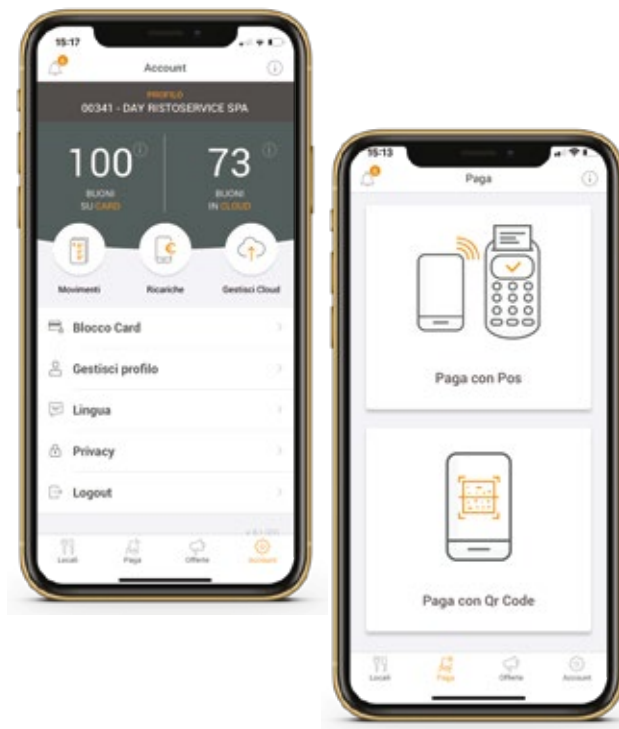 15:17
Account
PROFILO
00341 - DAY RISTOSERVICE SPA
100
BUONI
SU CARD
73
BUONI
IN CLOUD
Movimenti
Ricariche
Gestisci Cloud
Blocco Card
Gestisci profilo
Lingua
Privacy
Logout
Locali
Paga
Offerte
Account
15:13
Paga
Paga con Pos
Paga con Qr Code
Locali
Paga
Offerte
Account